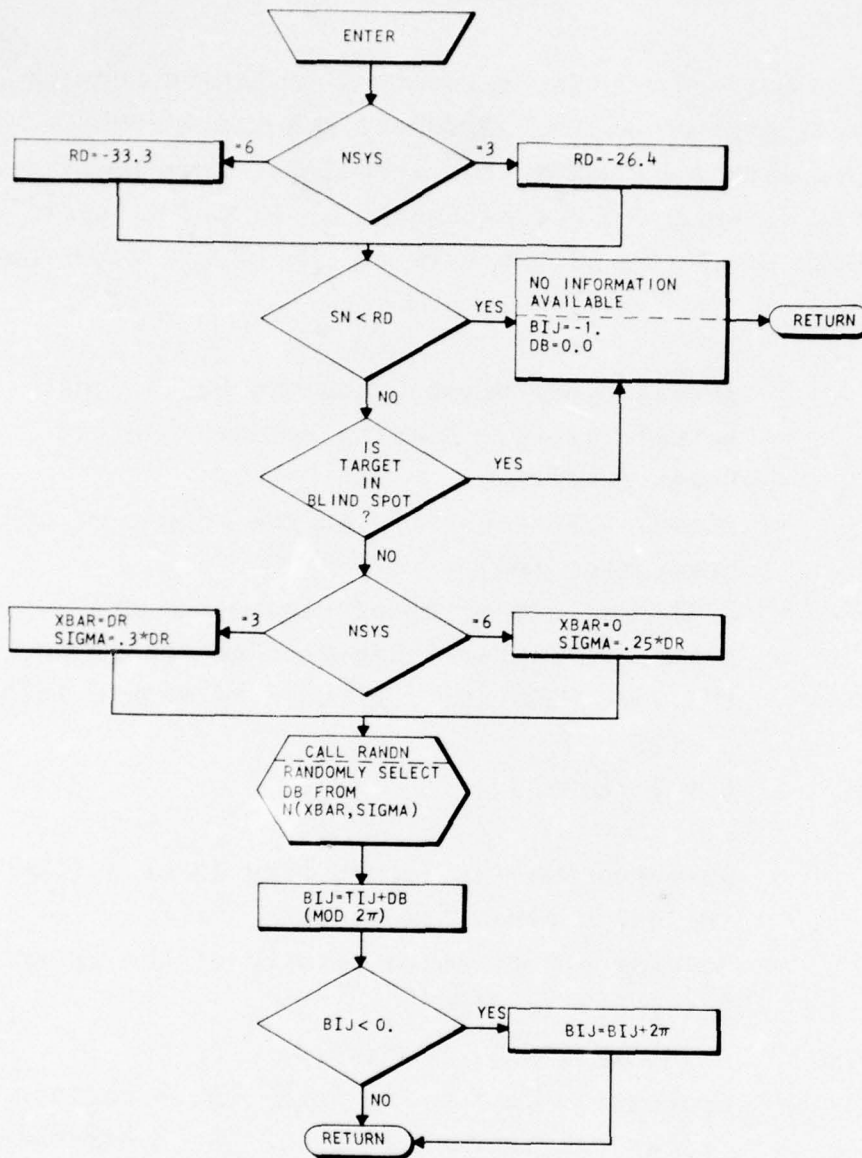 ENTER
=6
NSYS
=3
RD=-33.3
RD=-26.4
SN < RD
YES
NO INFORMATION
AVAILABLE
BIJ=-1.
DB=0.0
RETURN
NO
IS
TARGET
IN
BLIND SPOT
?
YES
NO
XBAR=DR
SIGMA=.3*DR
=3
NSYS
=6
XBAR=0
SIGMA=.25*DR
CALL RANDN
RANDOMLY SELECT
DB FROM
N(XBAR,SIGMA)
BIJ=TIJ+DB
(MOD 2π)
BIJ < 0.
YES
BIJ=BIJ+2π
NO
RETURN